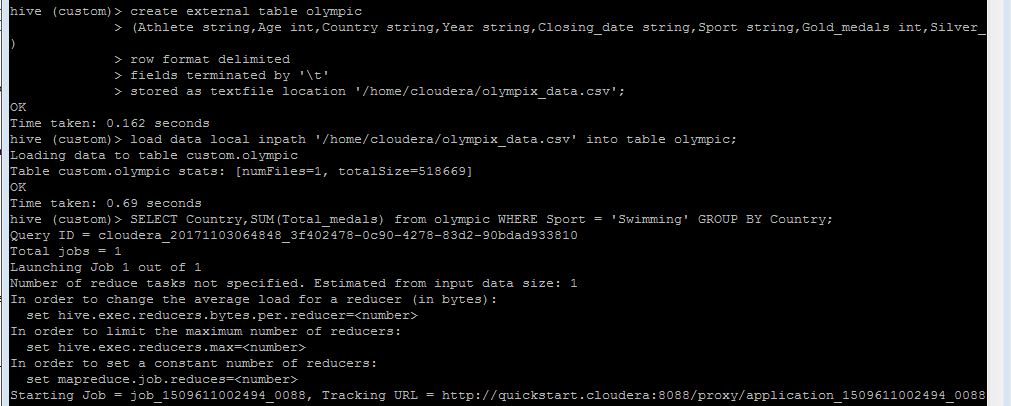 hive (custom)> create external table olympic
> (Athlete string,Age int,Country string,Year string,Closing_date string,Sport string,Gold_medals int,Silver_
)
> row format delimited
> fields terminated by '\t'
> stored as textfile location '/home/cloudera/olympix_data.csv';
OK
Time taken: 0.162 seconds
hive (custom)> load data local inpath '/home/cloudera/olympix_data.csv' into table olympic;
Loading data to table custom.olympic
Table custom.olympic stats: [numFiles=1, totalSize=518669]
OK
Time taken: 0.69 seconds
hive (custom)> SELECT Country,SUM(Total_medals) from olympic WHERE Sport = 'Swimming' GROUP BY Country;
Query ID = cloudera_20171103064848_3f402478-0c90-4278-83d2-90bdad933810
Total jobs = 1
Launching Job 1 out of 1
Number of reduce tasks not specified. Estimated from input data size: 1
In order to change the average load for a reducer (in bytes):
set hive.exec.reducers.bytes.per.reducer=<number>
In order to limit the maximum number of reducers:
set hive.exec.reducers.max=<number>
In order to set a constant number of reducers:
set mapreduce.job.reduces=<number>
Starting Job = job_1509611002494_0088, Tracking URL = http://quickstart.cloudera:8088/proxy/application_1509611002494_0088